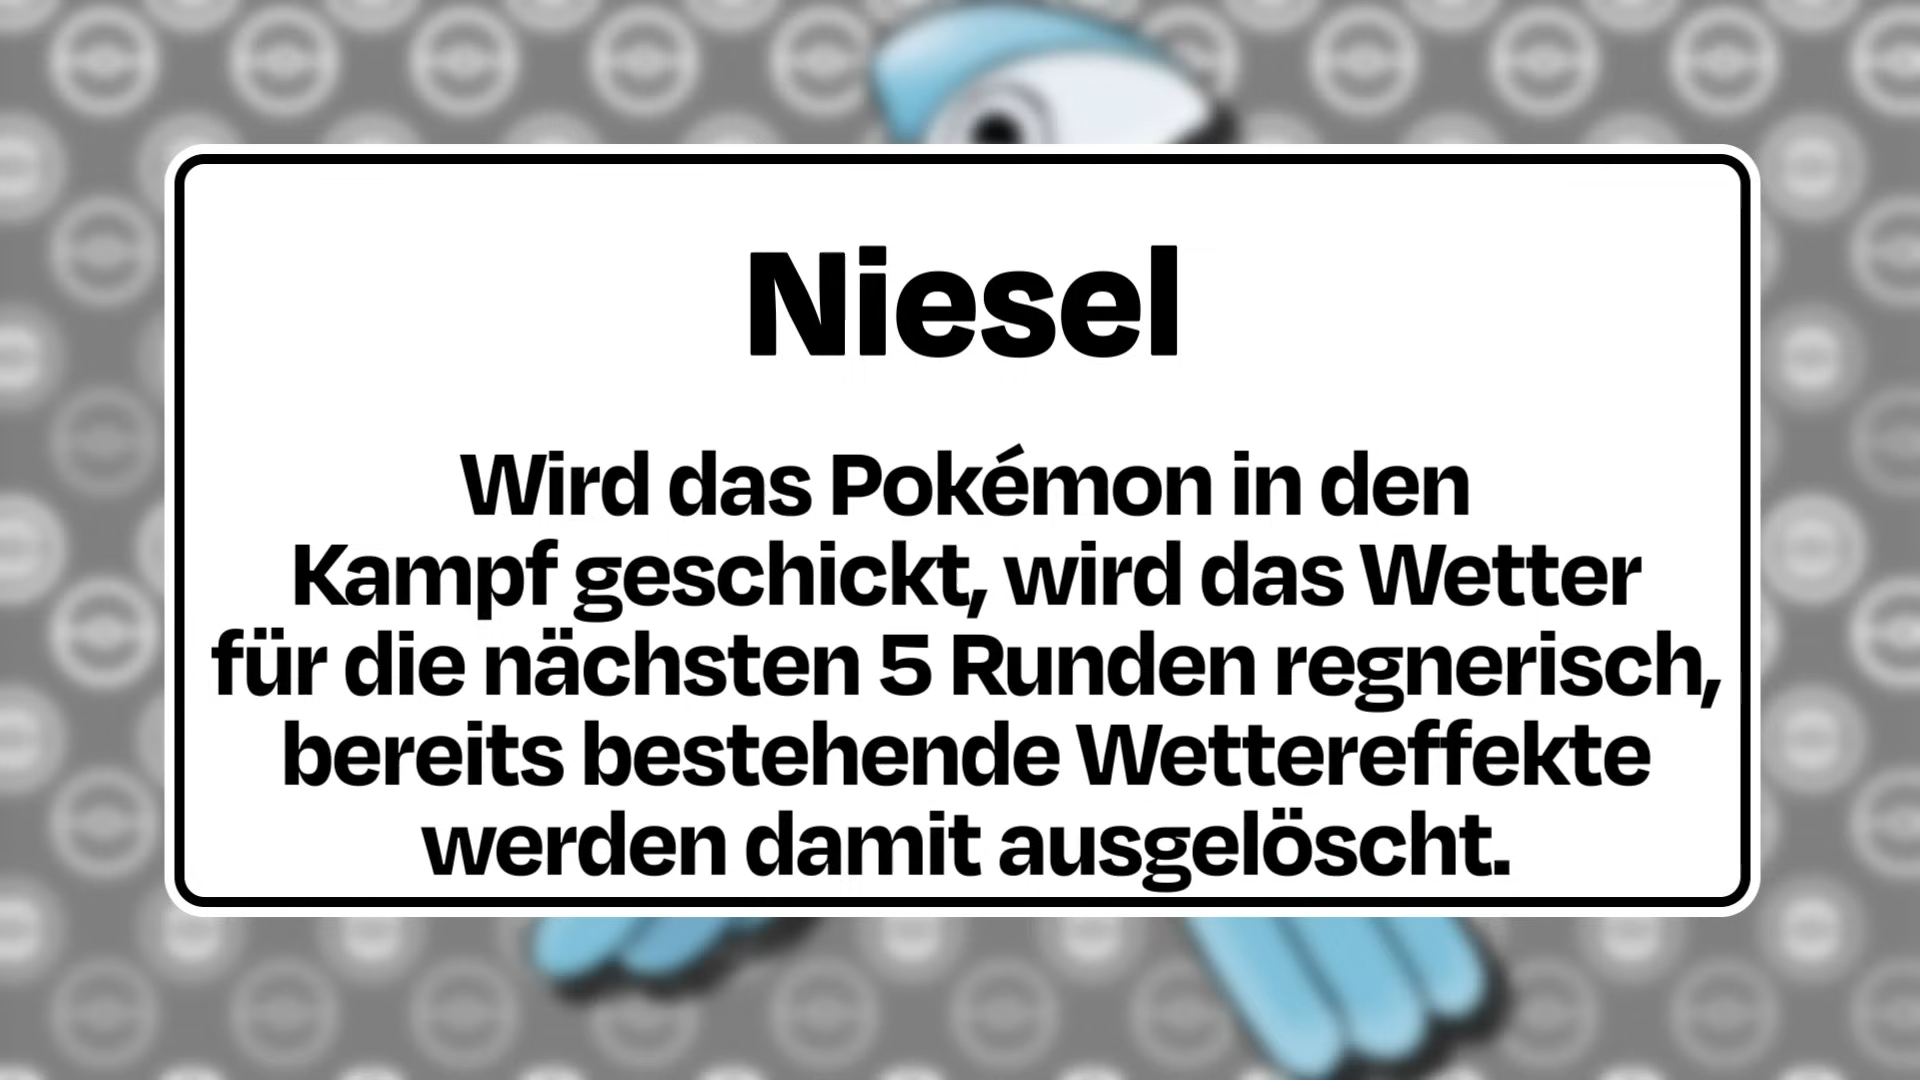 Niesel
Wird das Pokémon in den
Kampf geschickt, wird das Wetter
für die nächsten 5 Runden regnerisch,
bereits bestehende Wettereffekte
werden damit ausgelöscht.